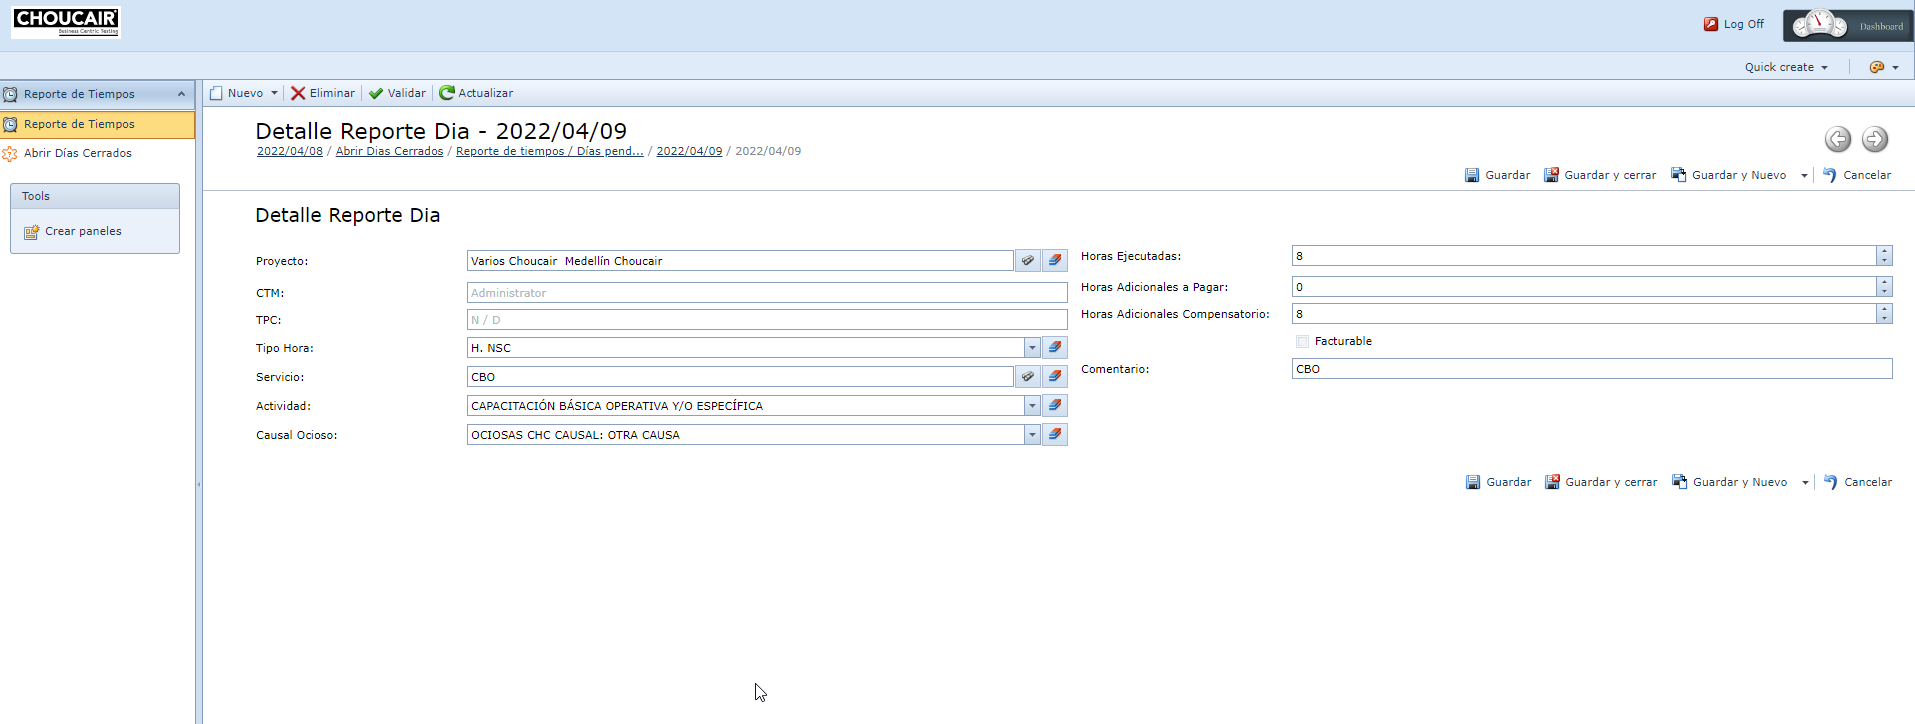 CHOUCAIR
Business Centric Testing
Log Off
Dashboard
Quick create
Reporte de Tiempos
Nuevo Eliminar Validar Actualizar
Reporte de Tiempos
Abrir Días Cerrados
Tools
Crear paneles
Detalle Reporte Dia - 2022/04/09
2022/04/08 / Abrir Dias Cerrados / Reporte de tiempos / Días pend... / 2022/04/09 / 2022/04/09
Guardar Guardar y cerrar Guardar y Nuevo Cancelar
Detalle Reporte Dia
Proyecto: Varios Choucair  Medellín Choucair
CTM: Administrator
TPC: N / D
Tipo Hora: H. NSC
Servicio: CBO
Actividad: CAPACITACIÓN BÁSICA OPERATIVA Y/O ESPECÍFICA
Causal Ocioso: OCIOSAS CHC CAUSAL: OTRA CAUSA
Horas Ejecutadas: 8
Horas Adicionales a Pagar: 0
Horas Adicionales Compensatorio: 8
Facturable
Comentario: CBO
Guardar Guardar y cerrar Guardar y Nuevo Cancelar